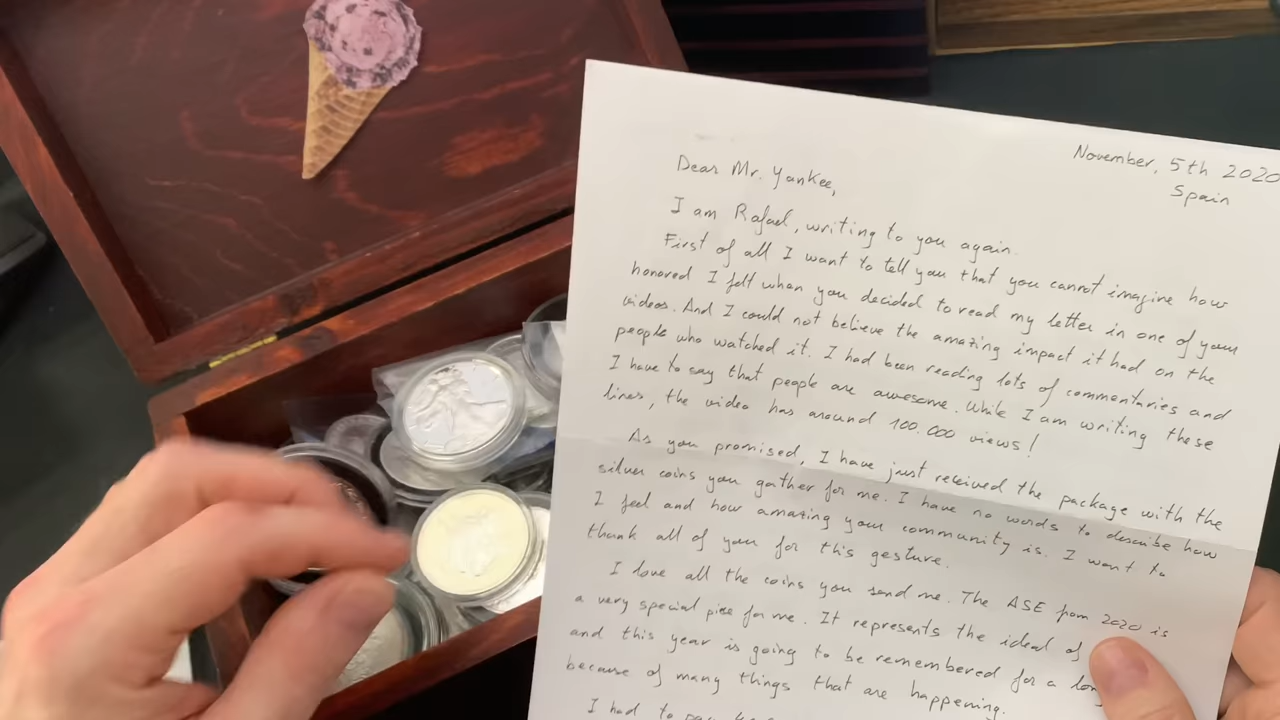 November, 5th 2020
Spain
Dear Mr. Yankee,
I am Rafael, writing to you again.
First of all I want to tell you that you cannot imagine how
honored I felt when you decided to read my letter in one of your
videos. And I could not believe the amazing impact it had on the
people who watched it. I had been reading lots of commentaries and
I have to say that people are awesome. While I am writing these
lines, the video has around 100.000 views!
As you promised, I have just received the package with the
silver coins you gather for me. I have no words to describe how
I feel and how amazing your community is. I want to
thank all of you for this gesture.
I love all the coins you send me. The ASE from 2020 is
a very special piece for me. It represents the ideal of
and this year is going to be remembered for a lon
because of many things that are happening.
I had to